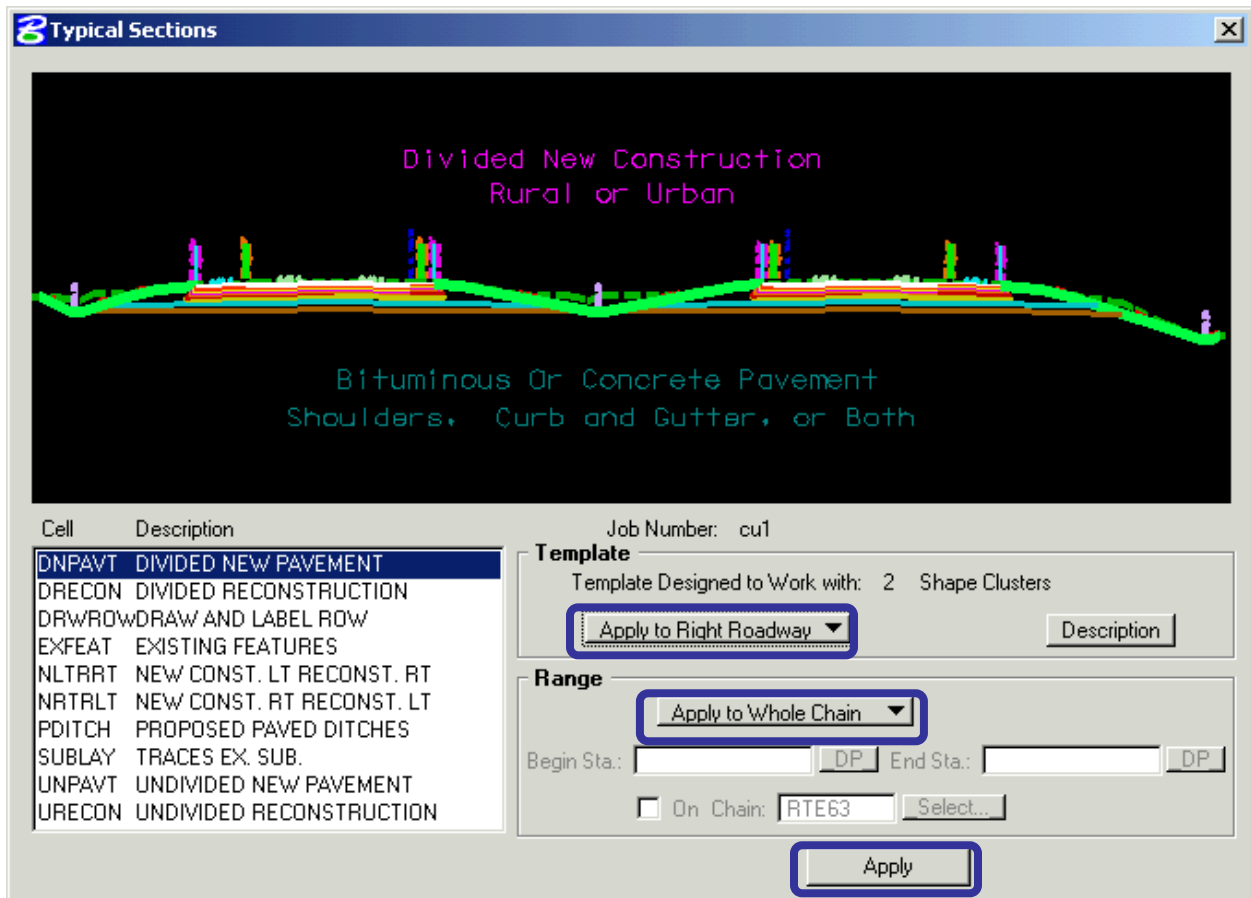 Typical Sections
Divided New Construction
Rural or Urban
Bituminous Or Concrete Pavement
Shoulders, Curb and Gutter, or Both
Cell Description
DNPAVT DIVIDED NEW PAVEMENT
DRECON DIVIDED RECONSTRUCTION
DRWROWDRAW AND LABEL ROW
EXFEAT EXISTING FEATURES
NLTRRT NEW CONST. LT RECONST. RT
NRTRLT NEW CONST. RT RECONST. LT
PDITCH PROPOSED PAVED DITCHES
SUBLAY TRACES EX. SUB.
UNPAVT UNDIVIDED NEW PAVEMENT
URECON UNDIVIDED RECONSTRUCTION
Job Number: cu1
Template
Template Designed to Work with: 2 Shape Clusters
Apply to Right Roadway Description
Range
Apply to Whole Chain
Begin Sta.: _DP_ End Sta.: _DP_
On Chain: RTE63 _Select..._
Apply